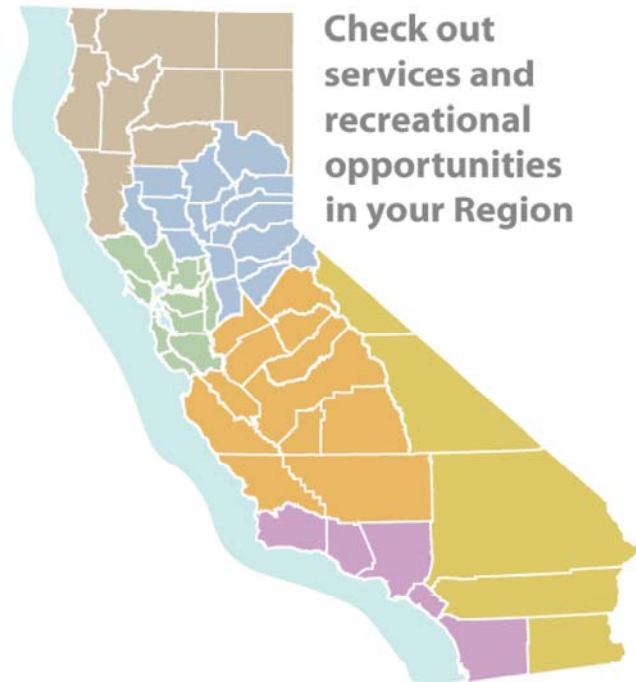 Check out
services and
recreational
opportunities
in your Region